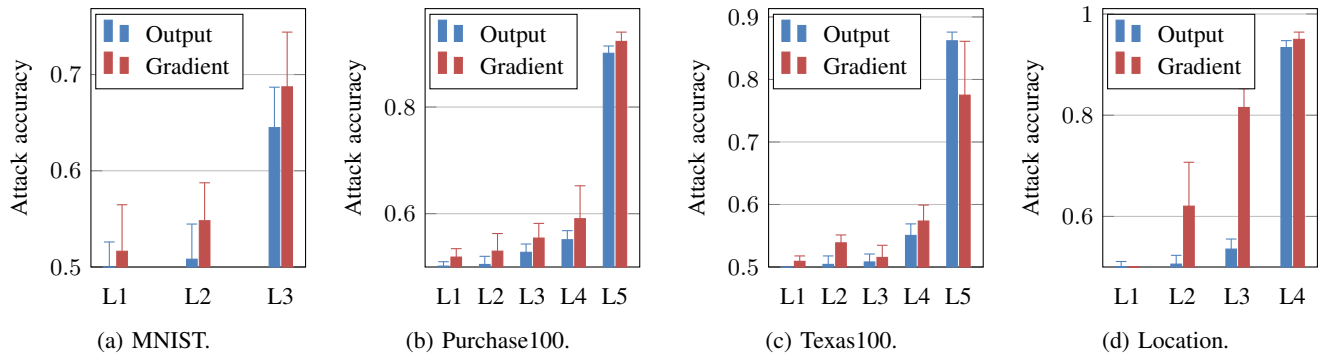 Attack accuracy
0.7
0.6
0.5
Output
Gradient
L1 L2 L3
(a) MNIST.
Attack accuracy
0.8
0.6
Output
Gradient
L1 L2 L3 L4 L5
(b) Purchase100.
Attack accuracy
0.9
0.8
0.7
0.6
0.5
Output
Gradient
L1 L2 L3 L4 L5
(c) Texas100.
Attack accuracy
1
0.8
0.6
Output
Gradient
L1 L2 L3 L4
(d) Location.